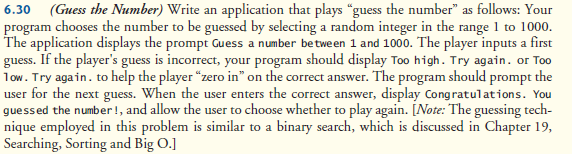 6.30 (Guess the Number) Write an application that plays “guess the number” as follows: Your
program chooses the number to be guessed by selecting a random integer in the range 1 to 1000.
The application displays the prompt Guess a number between 1 and 1000. The player inputs a first
guess. If the player's guess is incorrect, your program should display Too high. Try again. or Too
low. Try again. to help the player “zero in” on the correct answer. The program should prompt the
user for the next guess. When the user enters the correct answer, display Congratulations. You
guessed the number!, and allow the user to choose whether to play again. [Note: The guessing tech-
nique employed in this problem is similar to a binary search, which is discussed in Chapter 19,
Searching, Sorting and Big O.]